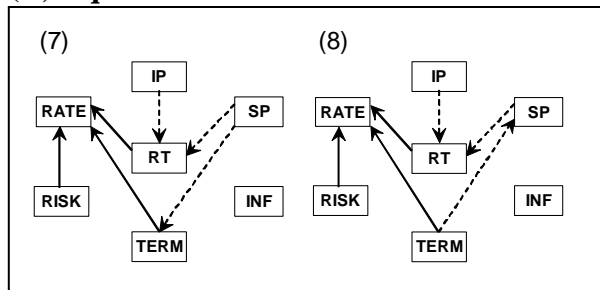 (7)
IP
RATE
SP
RT
RISK
INF
TERM
(8)
IP
RATE
SP
RT
RISK
INF
TERM